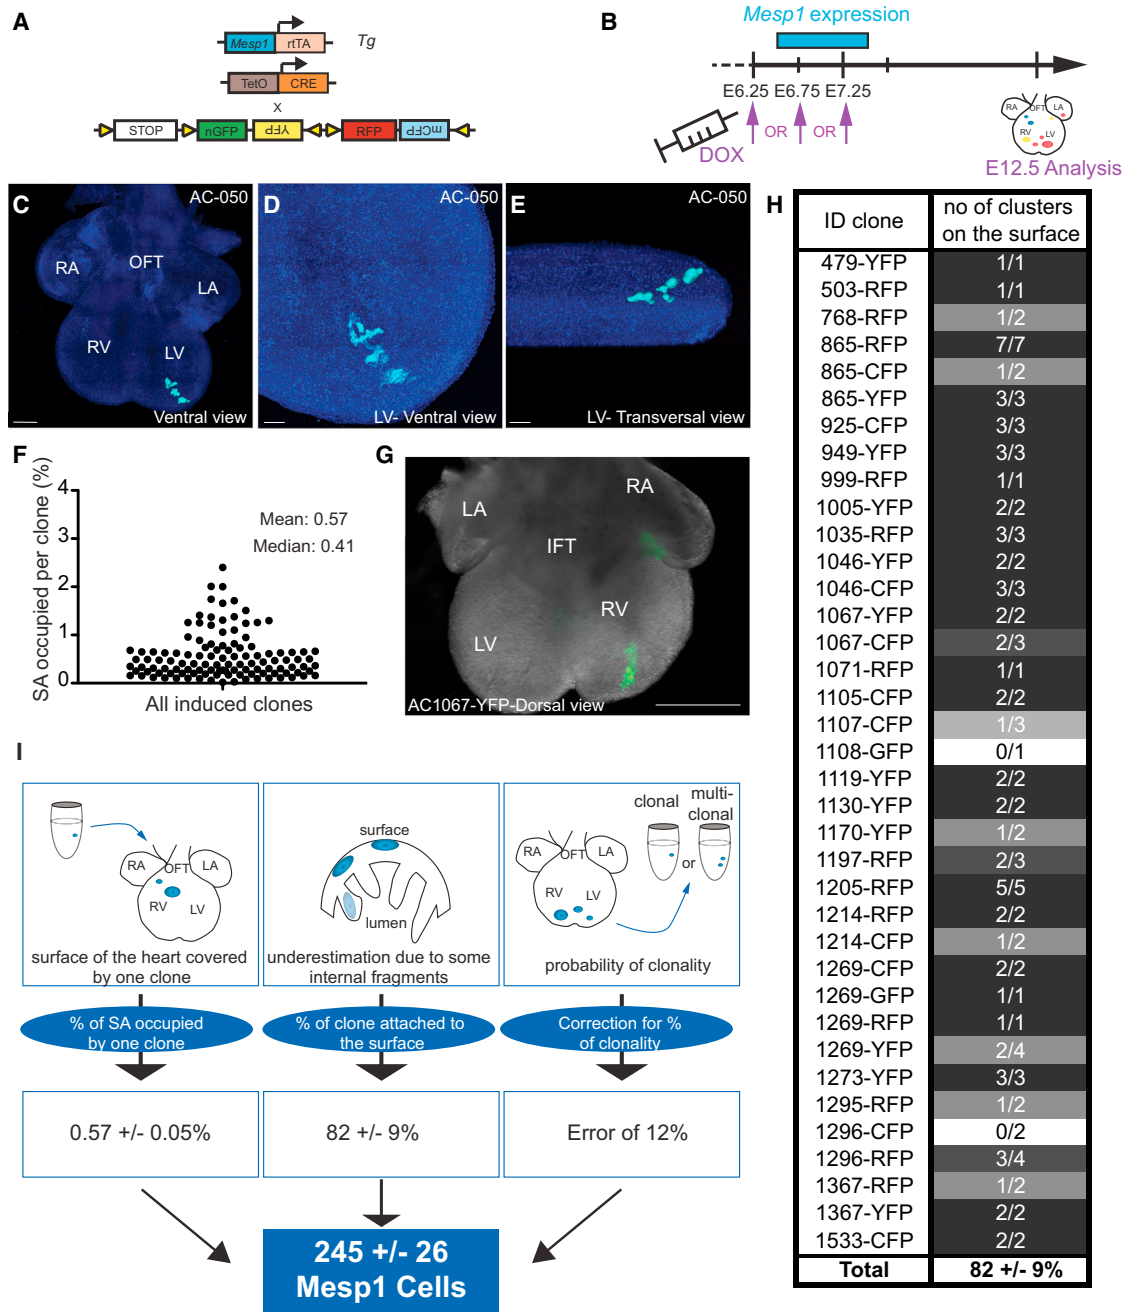 A
Mesp1 rtTA Tg
TetO CRE
X
STOP nGFP YFP RFP mCFP
B
Mesp1 expression
E6.25 E6.75 E7.25
OR OR
DOX
RA OFT LA
RV LV
E12.5 Analysis
C
AC-050
RA OFT LA
RV LV
Ventral view
D
AC-050
LV- Ventral view
E
AC-050
LV- Transversal view
F
SA occupied per clone (%)
4
3
2
1
0
Mean: 0.57
Median: 0.41
All induced clones
G
LA RA
IFT
RV
LV
AC1067-YFP-Dorsal view
H
ID clone no of clusters
on the surface
479-YFP 1/1
503-RFP 1/1
768-RFP 1/2
865-RFP 7/7
865-CFP 1/2
865-YFP 3/3
925-CFP 3/3
949-YFP 3/3
999-RFP 1/1
1005-YFP 2/2
1035-RFP 3/3
1046-YFP 2/2
1046-CFP 3/3
1067-YFP 2/2
1067-CFP 2/3
1071-RFP 1/1
1105-CFP 2/2
1107-CFP 1/3
1108-GFP 0/1
1119-YFP 2/2
1130-YFP 2/2
1170-YFP 1/2
1197-RFP 2/3
1205-RFP 5/5
1214-RFP 2/2
1214-CFP 1/2
1269-CFP 2/2
1269-GFP 1/1
1269-RFP 1/1
1269-YFP 2/4
1273-YFP 3/3
1295-RFP 1/2
1296-CFP 0/2
1296-RFP 3/4
1367-RFP 1/2
1367-YFP 2/2
1533-CFP 2/2
Total 82 +/- 9%
I
RA OFT LA
RV LV
surface of the heart covered
by one clone
surface
lumen
underestimation due to some
internal fragments
clonal multi-
clonal
or
RA OFT LA
RV LV
probability of clonality
% of SA occupied
by one clone
% of clone attached to
the surface
Correction for %
of clonality
0.57 +/- 0.05%
82 +/- 9%
Error of 12%
245 +/- 26
Mesp1 Cells